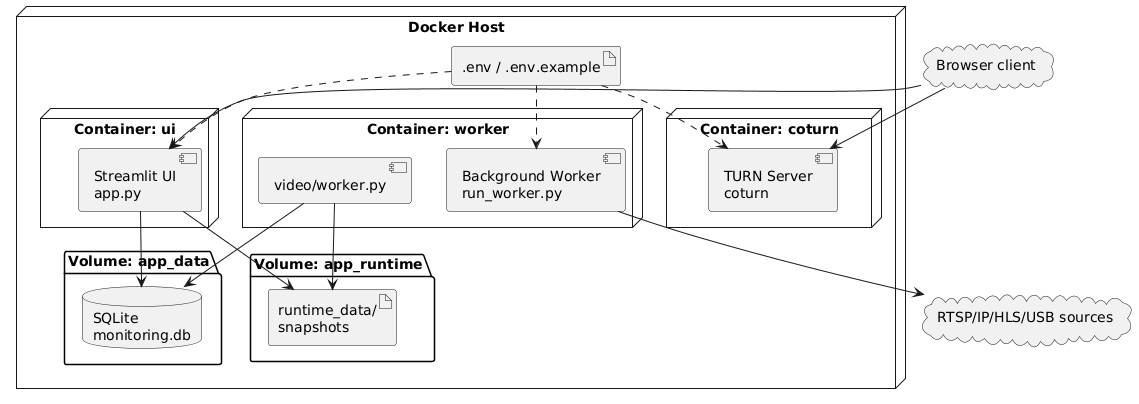 Docker Host
.env / .env.example
Browser client
Container: ui
Container: worker
Container: coturn
Streamlit UI
app.py
video/worker.py
Background Worker
run_worker.py
TURN Server
coturn
Volume: app_data
Volume: app_runtime
SQLite
monitoring.db
runtime_data/
snapshots
RTSP/IP/HLS/USB sources